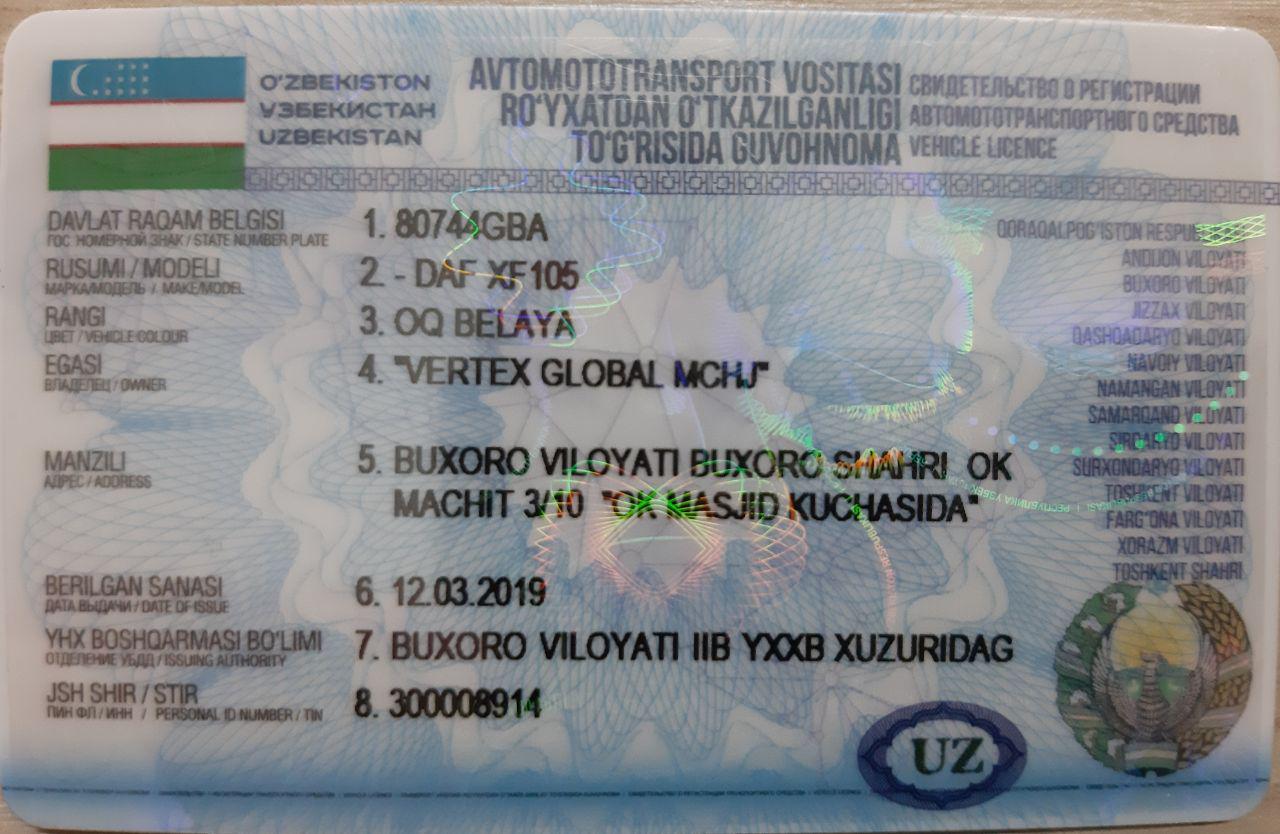 O'ZBEKISTON
УЗБЕКИСТАН
UZBEKISTAN
AVTOMOTOTRANSPORT VOSITASI
RO'YXATDAN O'TKAZILGANLIGI
TO'G'RISIDA GUVOHNOMA
СВИДЕТЕЛЬСТВО О РЕГИСТРАЦИИ
АВТОМОТОТРАНСПОРТНОГО СРЕДСТВА
VEHICLE LICENCE
DAVLAT RAQAM BELGISI
ГОС НОМЕРНОЙ ЗНАК / STATE NUMBER PLATE
1. 80744GBA
RUSUMI / MODELI
МАРКА/МОДЕЛЬ / MAKE/MODEL
2. - DAF XF105
RANGI
ЦВЕТ / VEHICLE COLOUR
3. OQ BELAYA
EGASI
ВЛАДЕЛЕЦ / OWNER
4. "VERTEX GLOBAL MCHJ"
MANZILI
АДРЕС / ADDRESS
5. BUXORO VILOYATI BUXORO SHAHRI OK
MACHIT 3/10 "OK MASJID KUCHASIDA"
BERILGAN SANASI
ДАТА ВЫДАЧИ / DATE OF ISSUE
6. 12.03.2019
YHX BOSHQARMASI BO'LIMI
ОТДЕЛЕНИЕ УБДД / ISSUING AUTHORITY
7. BUXORO VILOYATI IIB YXXB XUZURIDAG
JSH SHIR / STIR
ПИН ФЛ / ИНН / PERSONAL ID NUMBER / TIN
8. 300008914
QORAQALPOG'ISTON
ANDIJON VILOYATI
BUXORO VILOYATI
JIZZAX VILOYATI
QASHQADARYO VILOYATI
NAVOIY VILOYATI
NAMANGAN VILOYATI
SAMARQAND VILOYATI
SIRDARYO VILOYATI
SURXONDARYO VILOYATI
TOSHKENT VILOYATI
FARG'ONA VILOYATI
XORAZM VILOYATI
TOSHKENT SHAHRI
UZ